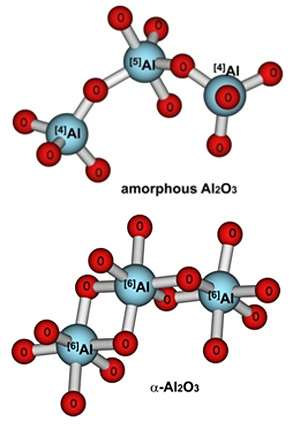 O O O
[5]Al O [4]Al O
O O O
O [4]Al O
O O O
amorphous Al2O3
O O
O [6]Al O O
O O [6]Al O
O [6]Al O O
O O O
O
α-Al2O3